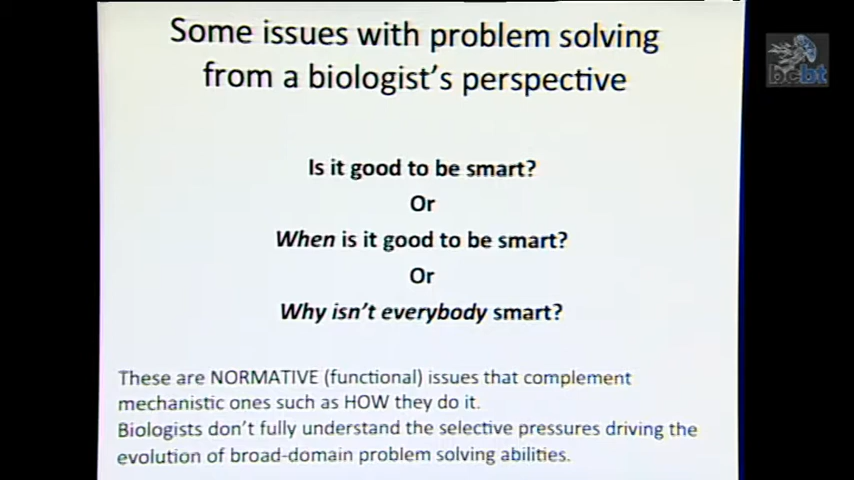 Some issues with problem solving
from a biologist's perspective
bcbt
Is it good to be smart?
Or
When is it good to be smart?
Or
Why isn't everybody smart?
These are NORMATIVE (functional) issues that complement
mechanistic ones such as HOW they do it.
Biologists don't fully understand the selective pressures driving the
evolution of broad-domain problem solving abilities.